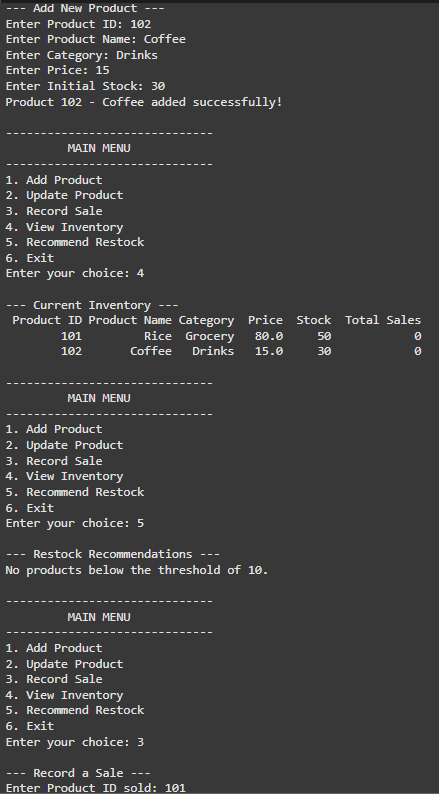 --- Add New Product ---
Enter Product ID: 102
Enter Product Name: Coffee
Enter Category: Drinks
Enter Price: 15
Enter Initial Stock: 30
Product 102 - Coffee added successfully!
------------------------------
MAIN MENU
------------------------------
1. Add Product
2. Update Product
3. Record Sale
4. View Inventory
5. Recommend Restock
6. Exit
Enter your choice: 4
--- Current Inventory ---
Product ID Product Name Category  Price  Stock  Total Sales
101         Rice  Grocery   80.0     50            0
102       Coffee   Drinks   15.0     30            0
------------------------------
MAIN MENU
------------------------------
1. Add Product
2. Update Product
3. Record Sale
4. View Inventory
5. Recommend Restock
6. Exit
Enter your choice: 5
--- Restock Recommendations ---
No products below the threshold of 10.
------------------------------
MAIN MENU
------------------------------
1. Add Product
2. Update Product
3. Record Sale
4. View Inventory
5. Recommend Restock
6. Exit
Enter your choice: 3
--- Record a Sale ---
Enter Product ID sold: 101